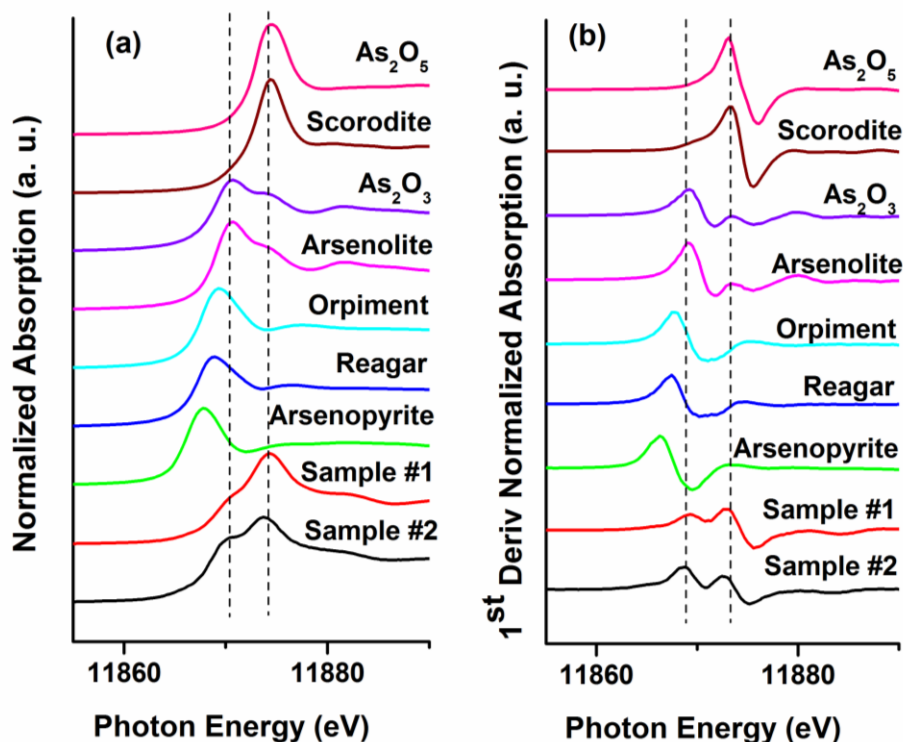 (a)
As2O5
Scorodite
As2O3
Arsenolite
Orpiment
Reagar
Arsenopyrite
Sample #1
Sample #2
Normalized Absorption (a. u.)
11860
11880
Photon Energy (eV)
(b)
As2O5
Scorodite
As2O3
Arsenolite
Orpiment
Reagar
Arsenopyrite
Sample #1
Sample #2
1st Deriv Normalized Absorption (a. u.)
11860
11880
Photon Energy (eV)